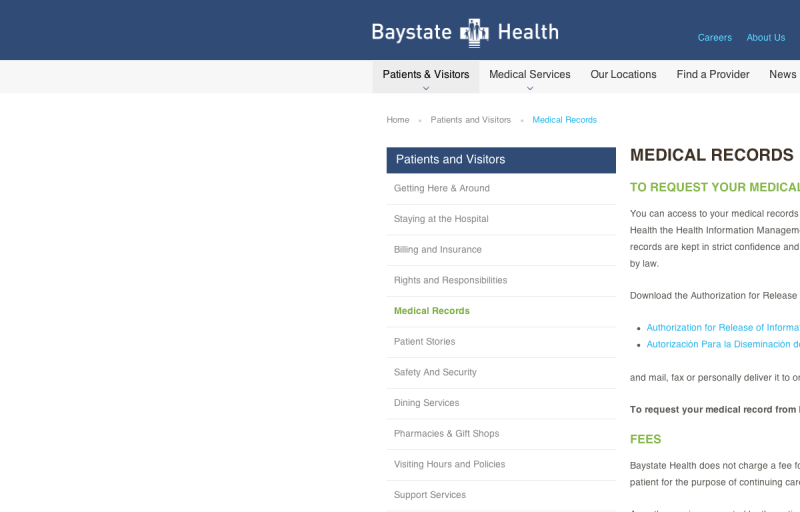 Baystate Health
Careers About Us
Patients & Visitors Medical Services Our Locations Find a Provider News
Home Patients and Visitors Medical Records
Patients and Visitors
Getting Here & Around
Staying at the Hospital
Billing and Insurance
Rights and Responsibilities
Medical Records
Patient Stories
Safety And Security
Dining Services
Pharmacies & Gift Shops
Visiting Hours and Policies
Support Services
MEDICAL RECORDS
TO REQUEST YOUR MEDICAL
You can access to your medical records
Health the Health Information Managem
records are kept in strict confidence and
by law.
Download the Authorization for Release
Authorization for Release of Informa
Autorización Para la Diseminación d
and mail, fax or personally deliver it to o
To request your medical record from
FEES
Baystate Health does not charge a fee fo
patient for the purpose of continuing car